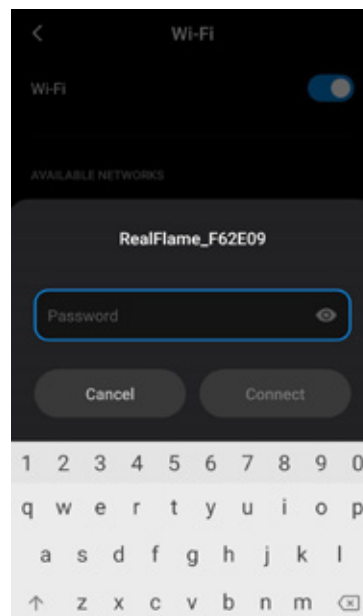 Wi-Fi
Wi-Fi
AVAILABLE NETWORKS
RealFlame_F62E09
Password
Cancel Connect
1 2 3 4 5 6 7 8 9 0
q w e r t y u i o p
a s d f g h j k l
z x c v b n m